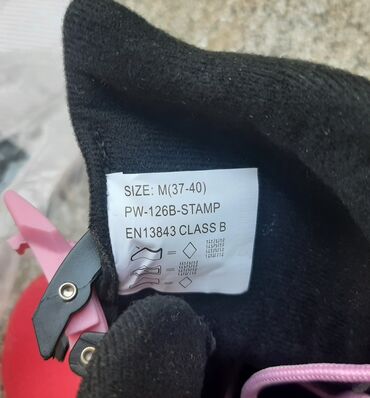 SIZE: M(37-40)
PW-126B-STAMP
EN13843 CLASS B